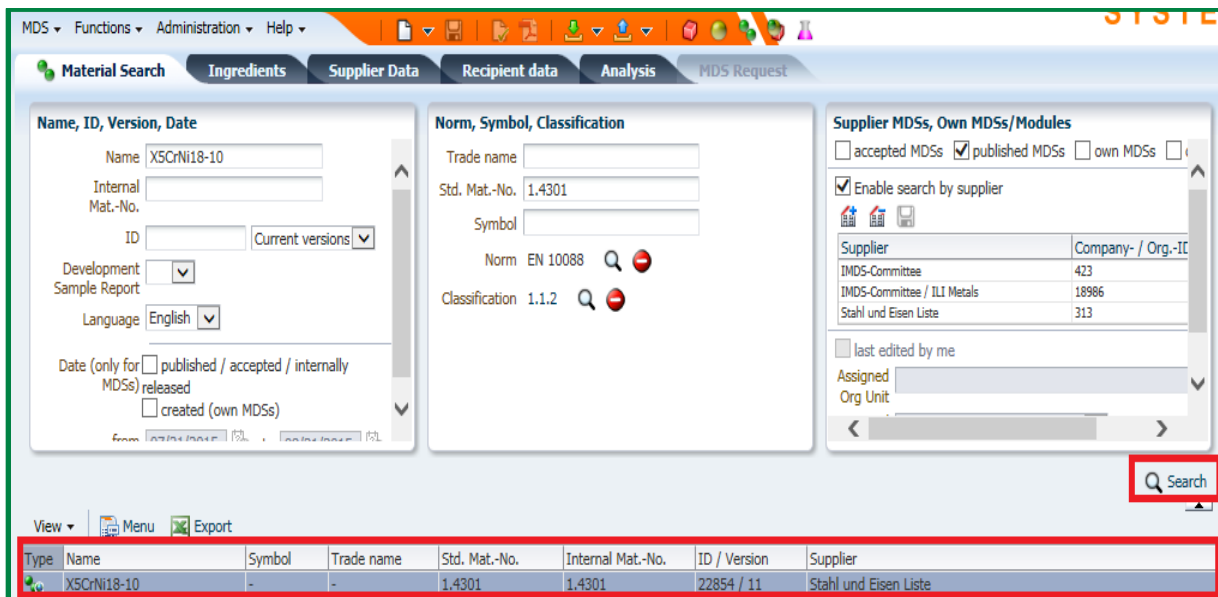 SYSTE
MDS Functions Administration Help
Material Search Ingredients Supplier Data Recipient data Analysis MDS Request
Name, ID, Version, Date
Name X5CrNi18-10
Internal
Mat.-No.
ID Current versions
Development
Sample Report
Language English
Date (only for published / accepted / internally
MDSs) released
created (own MDSs)
from 07/21/2015
Norm, Symbol, Classification
Trade name
Std. Mat.-No. 1.4301
Symbol
Norm EN 10088
Classification 1.1.2
Supplier MDSs, Own MDSs/Modules
accepted MDSs published MDSs own MDSs
Enable search by supplier
Supplier Company- / Org.-ID
IMDS-Committee 423
IMDS-Committee / ILI Metals 18986
Stahl und Eisen Liste 313
last edited by me
Assigned
Org Unit
Search
View Menu Export
Type Name Symbol Trade name Std. Mat.-No. Internal Mat.-No. ID / Version Supplier
X5CrNi18-10 - - 1.4301 1.4301 22854 / 11 Stahl und Eisen Liste